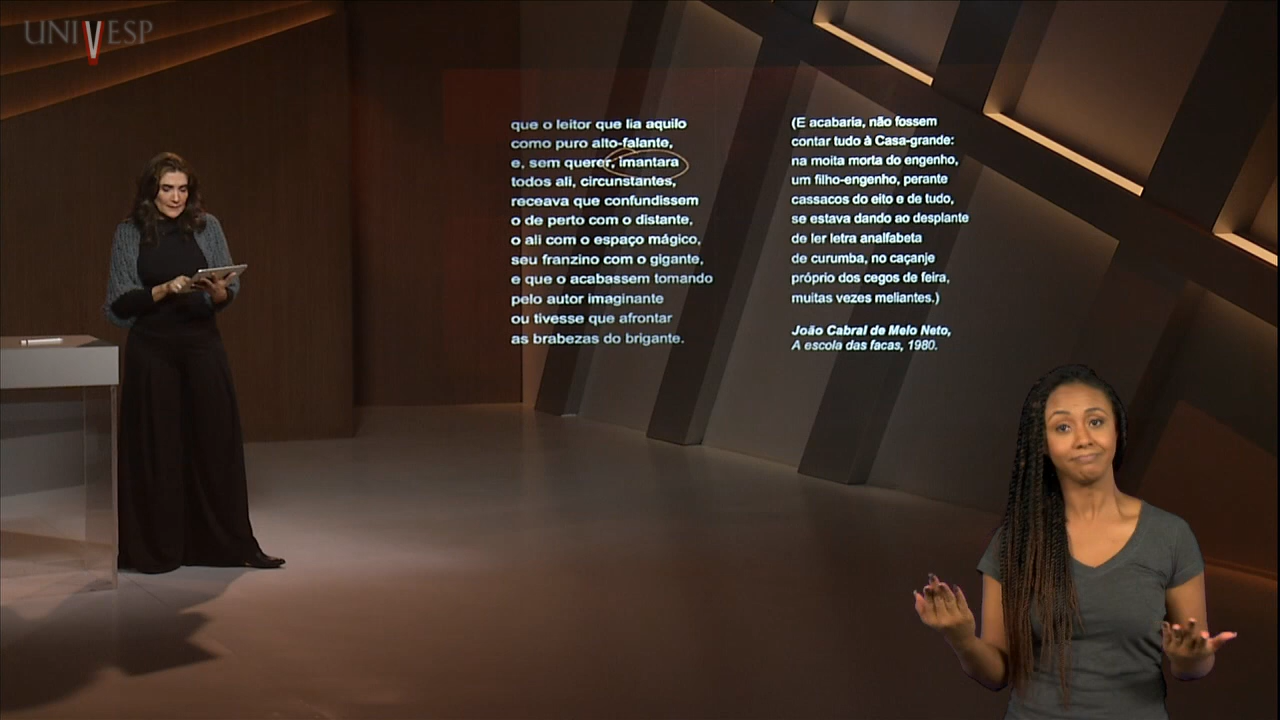 UNIVESP
que o leitor que lia aquilo
como puro alto-falante,
e, sem querer, imantara
todos ali, circunstantes,
receava que confundissem
o de perto com o distante,
o ali com o espaço mágico,
seu franzino com o gigante,
e que o acabassem tomando
pelo autor imaginante
ou tivesse que afrontar
as brabezas do brigante.
(E acabaria, não fossem
contar tudo à Casa-grande:
na moita morta do engenho,
um filho-engenho, perante
cassacos do eito e de tudo,
se estava dando ao desplante
de ler letra analfabeta
de curumba, no caçanje
próprio dos cegos de feira,
muitas vezes meliantes.)
João Cabral de Melo Neto,
A escola das facas, 1980.